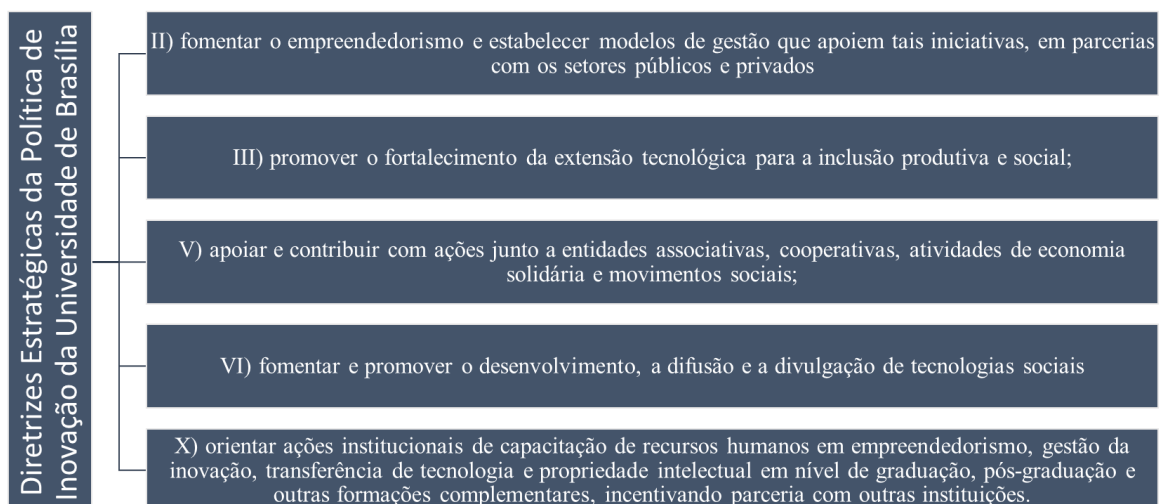 Diretrizes Estratégicas da Política de
Inovação da Universidade de Brasília
II) fomentar o empreendedorismo e estabelecer modelos de gestão que apoiem tais iniciativas, em parcerias
com os setores públicos e privados
III) promover o fortalecimento da extensão tecnológica para a inclusão produtiva e social;
V) apoiar e contribuir com ações junto a entidades associativas, cooperativas, atividades de economia
solidária e movimentos sociais;
VI) fomentar e promover o desenvolvimento, a difusão e a divulgação de tecnologias sociais
X) orientar ações institucionais de capacitação de recursos humanos em empreendedorismo, gestão da
inovação, transferência de tecnologia e propriedade intelectual em nível de graduação, pós-graduação e
outras formações complementares, incentivando parceria com outras instituições.